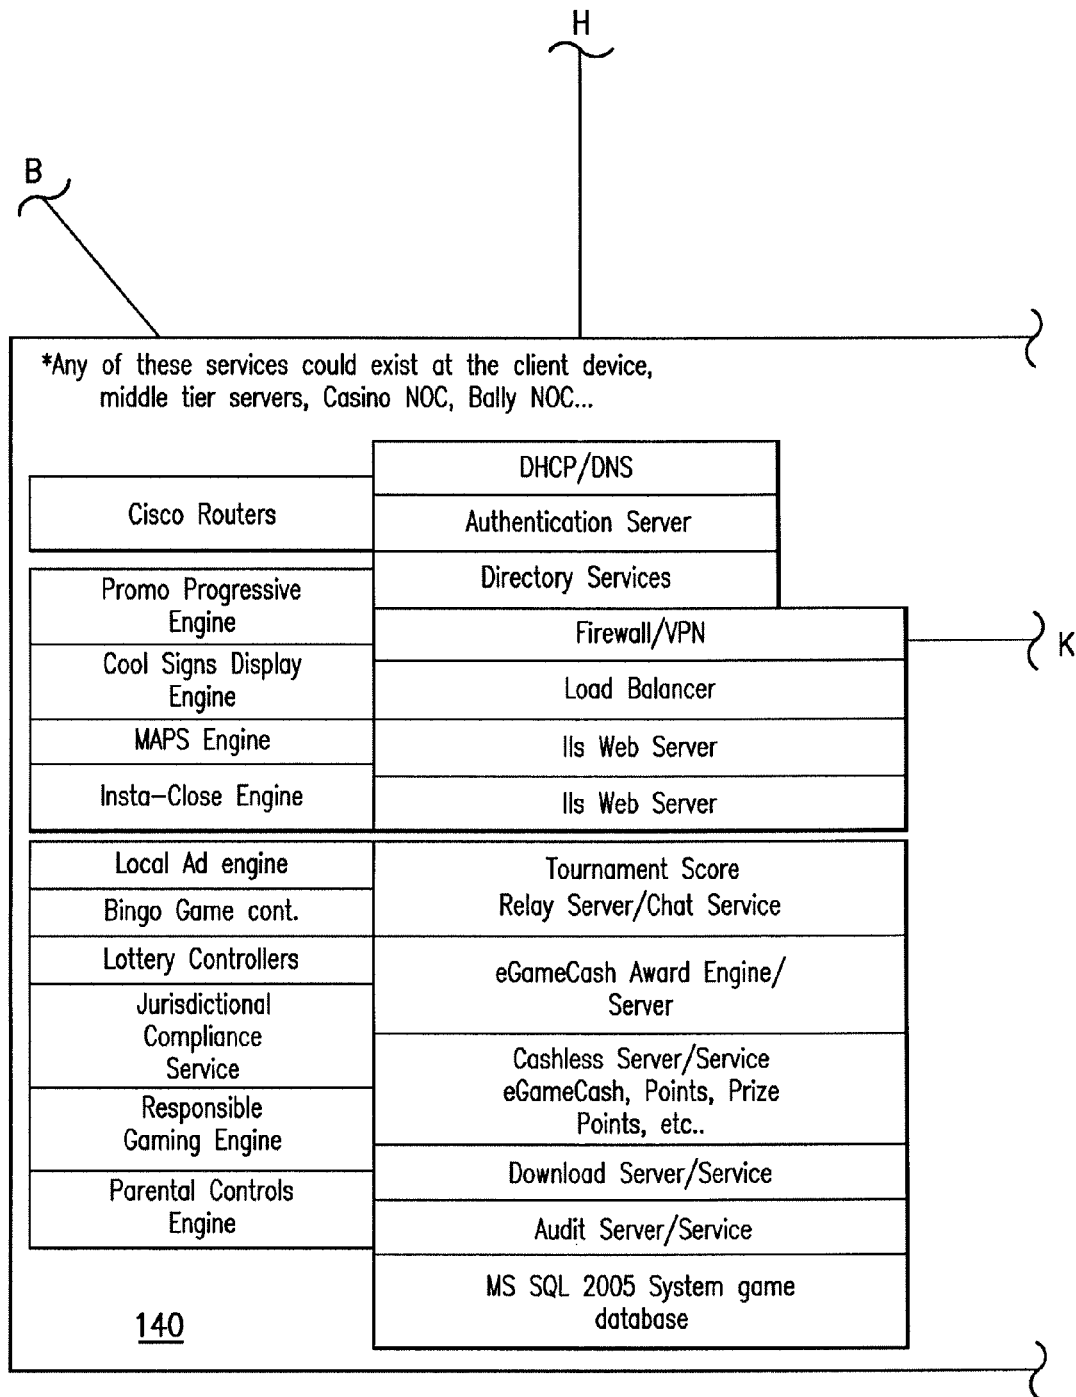 H
B
*Any of these services could exist at the client device,
middle tier servers, Casino NOC, Bally NOC...
DHCP/DNS
Cisco Routers
Authentication Server
Directory Services
Promo Progressive
Engine
Firewall/VPN
K
Cool Signs Display
Engine
Load Balancer
MAPS Engine
IIs Web Server
Insta-Close Engine
IIs Web Server
Local Ad engine
Bingo Game cont.
Lottery Controllers
Jurisdictional
Compliance
Service
Responsible
Gaming Engine
Parental Controls
Engine
Tournament Score
Relay Server/Chat Service
eGameCash Award Engine/
Server
Cashless Server/Service
eGameCash, Points, Prize
Points, etc..
Download Server/Service
Audit Server/Service
MS SQL 2005 System game
database
140